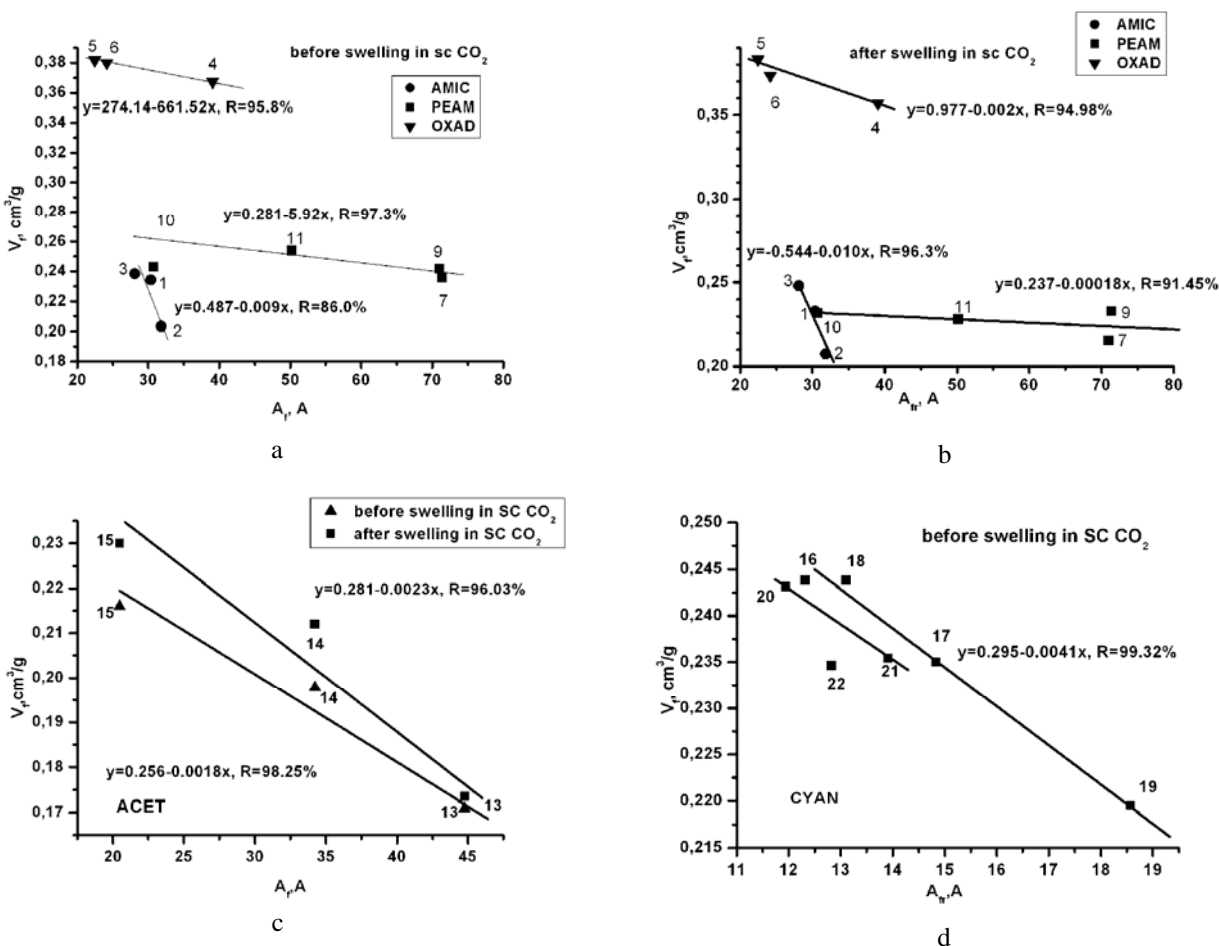 before swelling in sc CO2
AMIC
PEAM
OXAD
5
6
4
y=274.14-661.52x, R=95.8%
10
y=0.281-5.92x, R=97.3%
11
9
7
3
1
2
y=0.487-0.009x, R=86.0%
0,38
0,36
0,34
0,32
0,30
0,28
0,26
0,24
0,22
0,20
0,18
Vf, cm3/g
20 30 40 50 60 70 80
Af, A
a
after swelling in sc CO2
AMIC
PEAM
OXAD
5
6
4
y=0.977-0.002x, R=94.98%
y=-0.544-0.010x, R=96.3%
3
1
10
2
11
y=0.237-0.00018x, R=91.45%
9
7
0,35
0,30
0,25
0,20
Vf, cm3/g
20 30 40 50 60 70 80
Afr, A
b
before swelling in SC CO2
after swelling in SC CO2
15
15
y=0.281-0.0023x, R=96.03%
14
14
y=0.256-0.0018x, R=98.25%
13
13
ACET
0,23
0,22
0,21
0,20
0,19
0,18
0,17
Vf, cm3/g
20 25 30 35 40 45
Af, A
c
before swelling in SC CO2
16
18
20
17
y=0.295-0.0041x, R=99.32%
21
22
19
CYAN
0,250
0,245
0,240
0,235
0,230
0,225
0,220
0,215
Vf, cm3/g
11 12 13 14 15 16 17 18 19
Afr, A
d